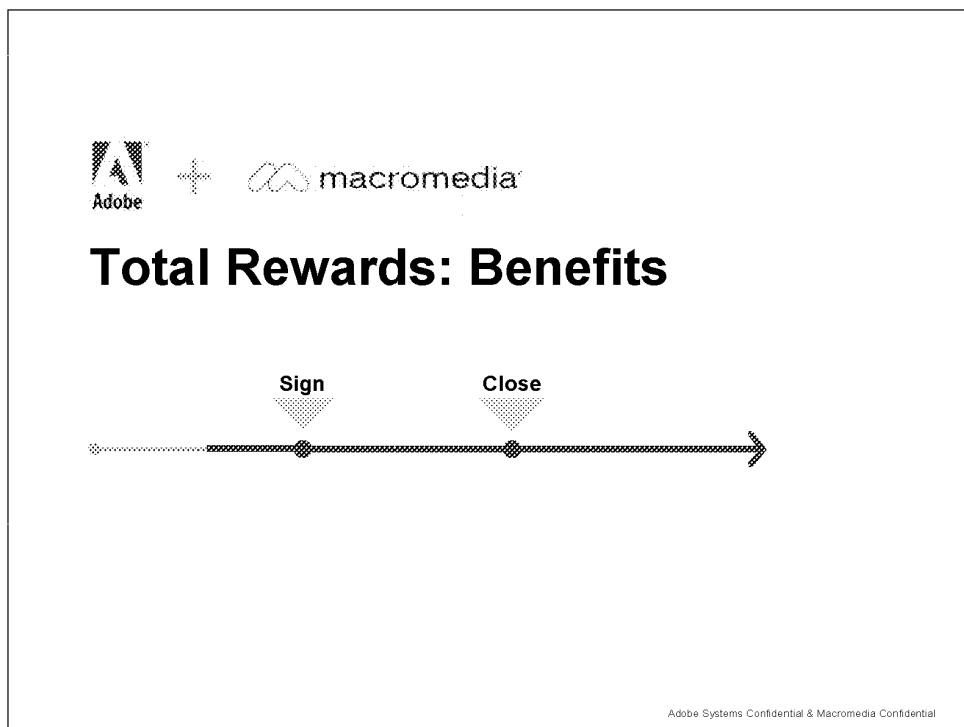 Adobe
+ macromedia
Total Rewards: Benefits
Sign Close
Adobe Systems Confidential & Macromedia Confidential